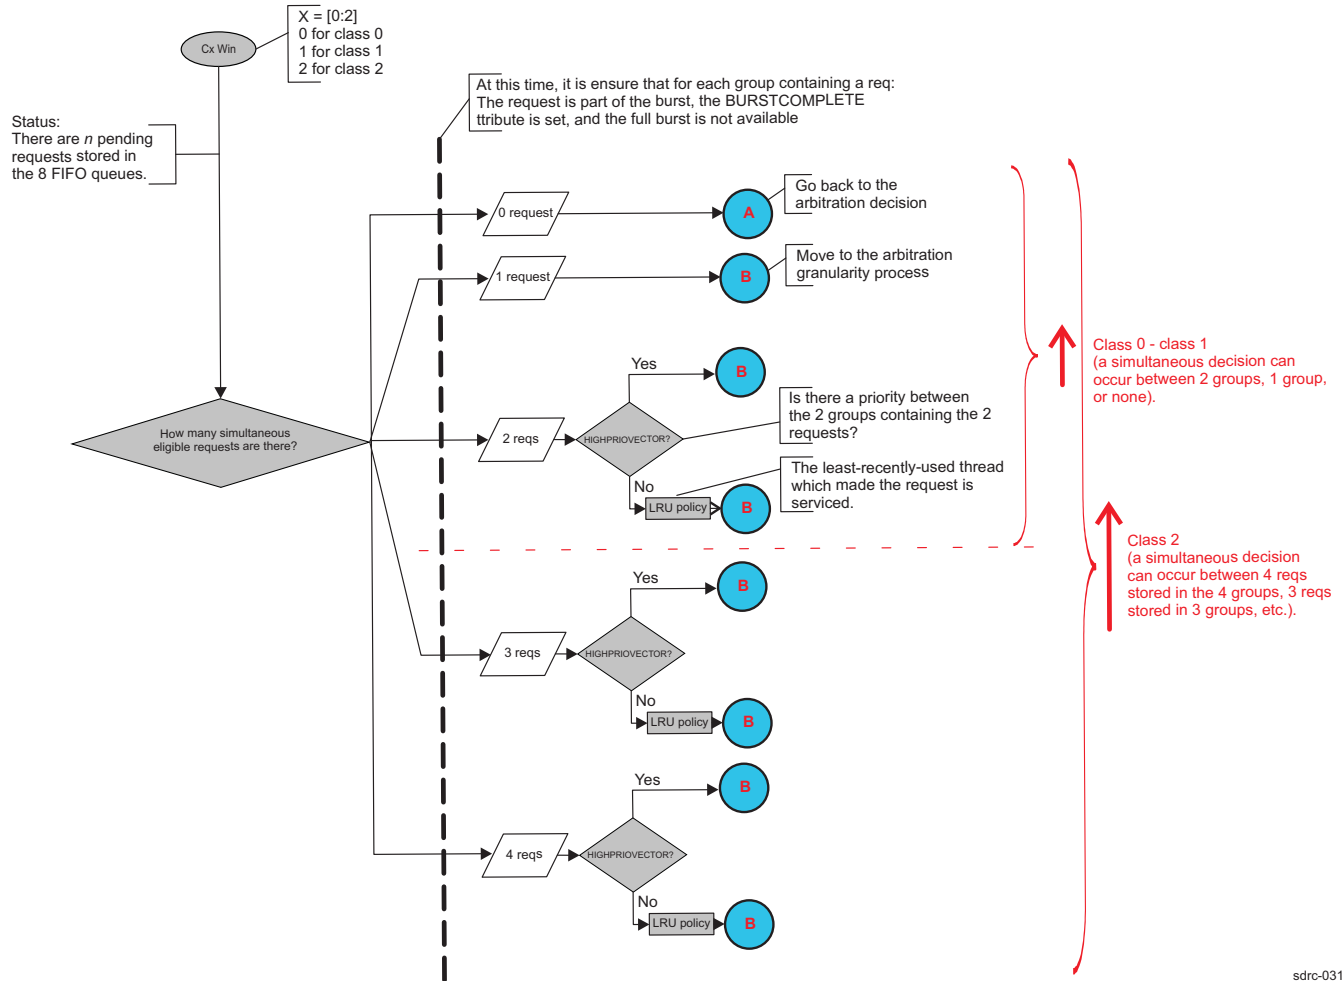 X = [0:2]
0 for class 0
1 for class 1
2 for class 2
Cx Win
Status:
There are n pending
requests stored in
the 8 FIFO queues.
At this time, it is ensure that for each group containing a req:
The request is part of the burst, the BURSTCOMPLETE
ttribute is set, and the full burst is not available
0 request
A
Go back to the
arbitration decision
1 request
B
Move to the arbitration
granularity process
How many simultaneous
eligible requests are there?
2 reqs
HIGHPRIOVECTOR?
Yes
B
Is there a priority between
the 2 groups containing the 2
requests?
No
LRU policy
B
The least-recently-used thread
which made the request is
serviced.
Class 0 - class 1
(a simultaneous decision can
occur between 2 groups, 1 group,
or none).
Class 2
(a simultaneous decision
can occur between 4 reqs
stored in the 4 groups, 3 reqs
stored in 3 groups, etc.).
3 reqs
HIGHPRIOVECTOR?
Yes
B
No
LRU policy
B
4 reqs
HIGHPRIOVECTOR?
Yes
B
No
LRU policy
B
sdrc-031